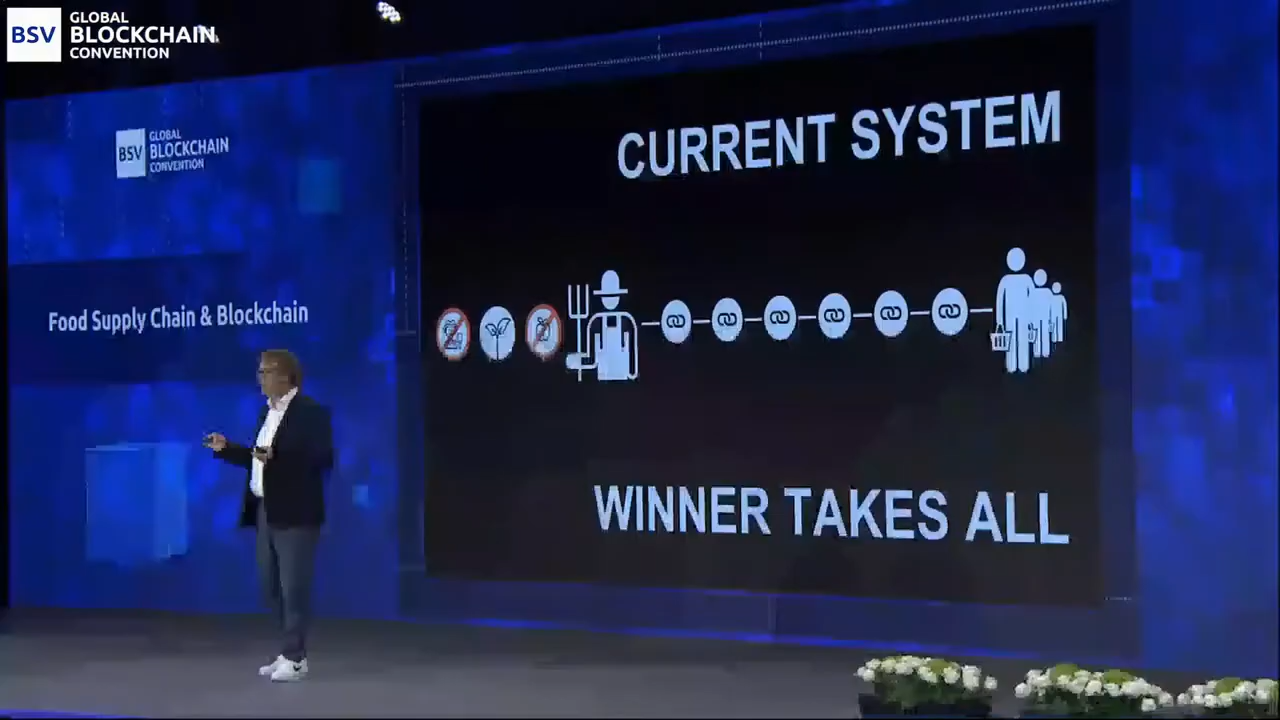 BSV
GLOBAL
BLOCKCHAIN
CONVENTION
BSV
GLOBAL
BLOCKCHAIN
CONVENTION
Food Supply Chain & Blockchain
CURRENT SYSTEM
WINNER TAKES ALL